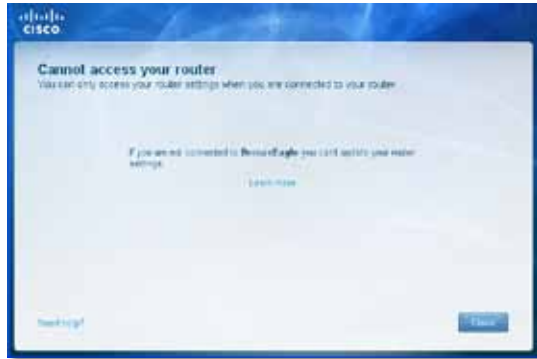 CISCO
Cannot access your router
You can only access your router settings when you are connected to your router
If you are not connected to you can't update your router
settings.
Learn more
Need help?
Close